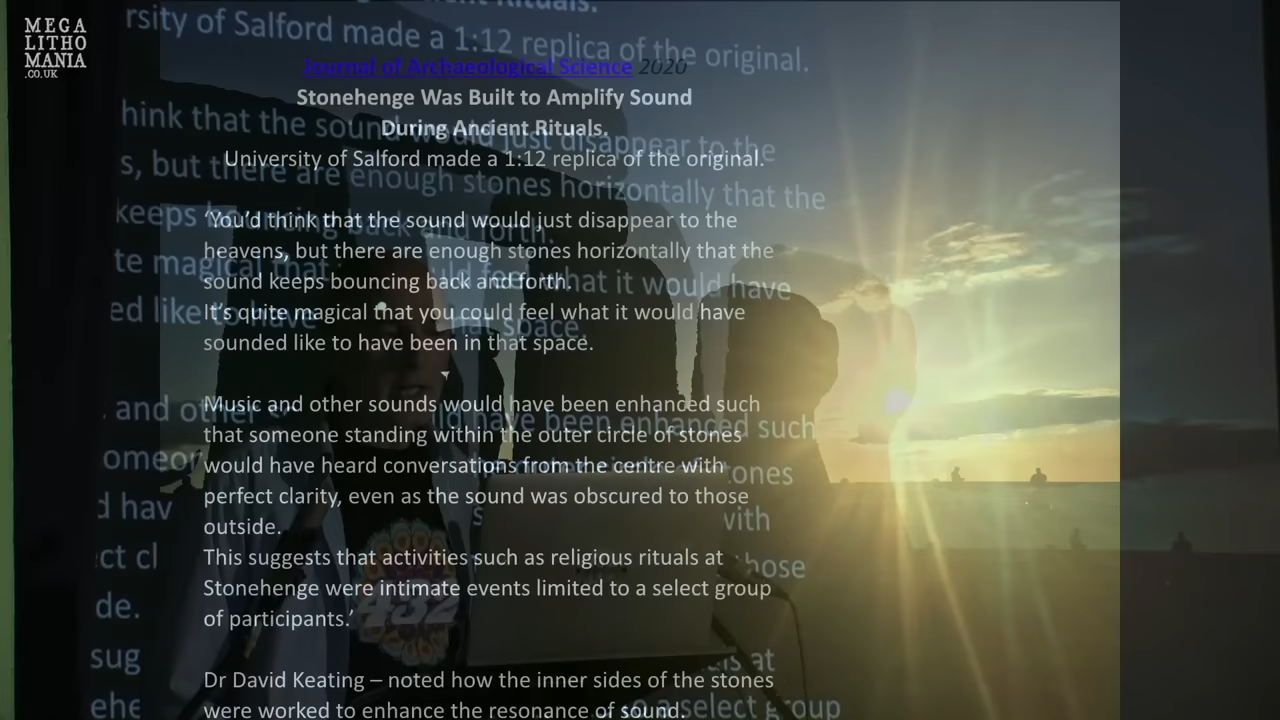 MEGA
LITHO
MANIA
.CO.UK
Journal of Archaeological Science 2020
Stonehenge Was Built to Amplify Sound
During Ancient Rituals.
University of Salford made a 1:12 replica of the original.
‘You’d think that the sound would just disappear to the
heavens, but there are enough stones horizontally that the
sound keeps bouncing back and forth.
It’s quite magical that you could feel what it would have
sounded like to have been in that space.
Music and other sounds would have been enhanced such
that someone standing within the outer circle of stones
would have heard conversations from the centre with
perfect clarity, even as the sound was obscured to those
outside.
This suggests that activities such as religious rituals at
Stonehenge were intimate events limited to a select group
of participants.’
Dr David Keating – noted how the inner sides of the stones
were worked to enhance the resonance of sound.
432